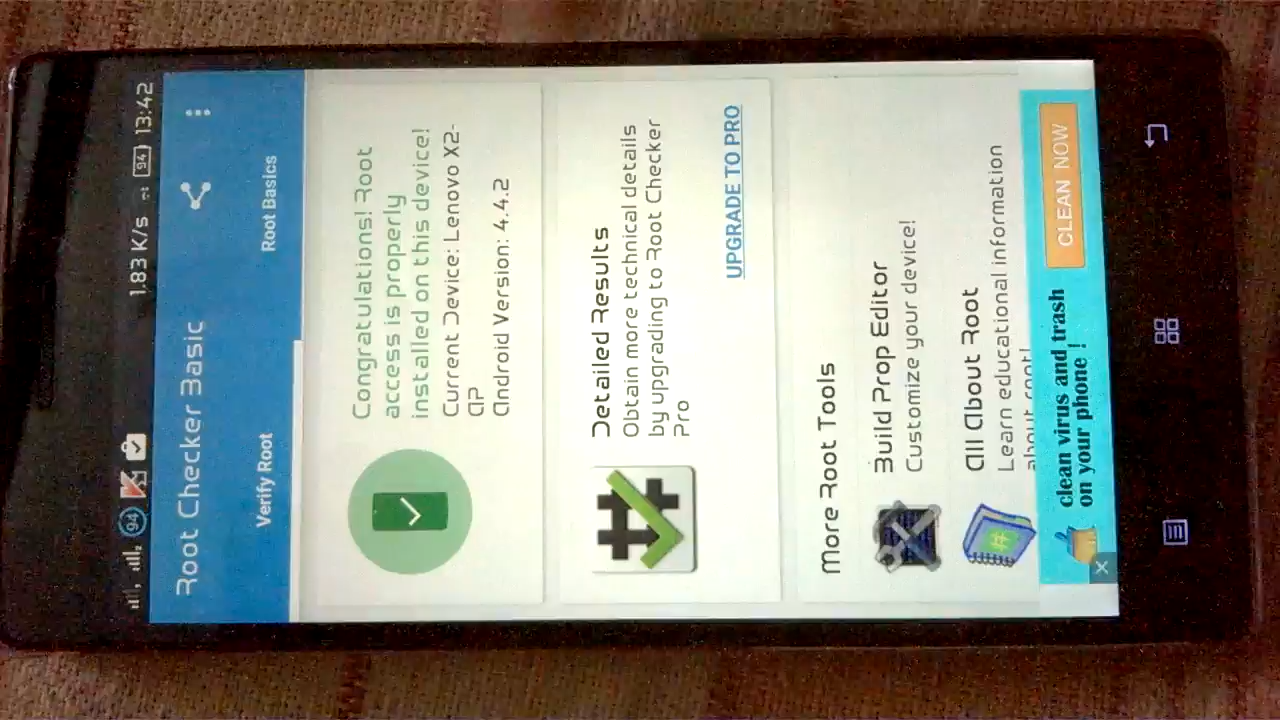 94
94
1.83 K/s
13:42
Root Checker Basic
Verify Root
Root Basics
Congratulations! Root
access is properly
installed on this device!
Current Device: Lenovo X2-
AP
Android Version: 4.4.2
Detailed Results
Obtain more technical details
by upgrading to Root Checker
Pro
UPGRADE TO PRO
More Root Tools
Build Prop Editor
Customize your device!
All About Root
Learn educational information
about root!
clean virus and trash
on your phone !
CLEAN NOW